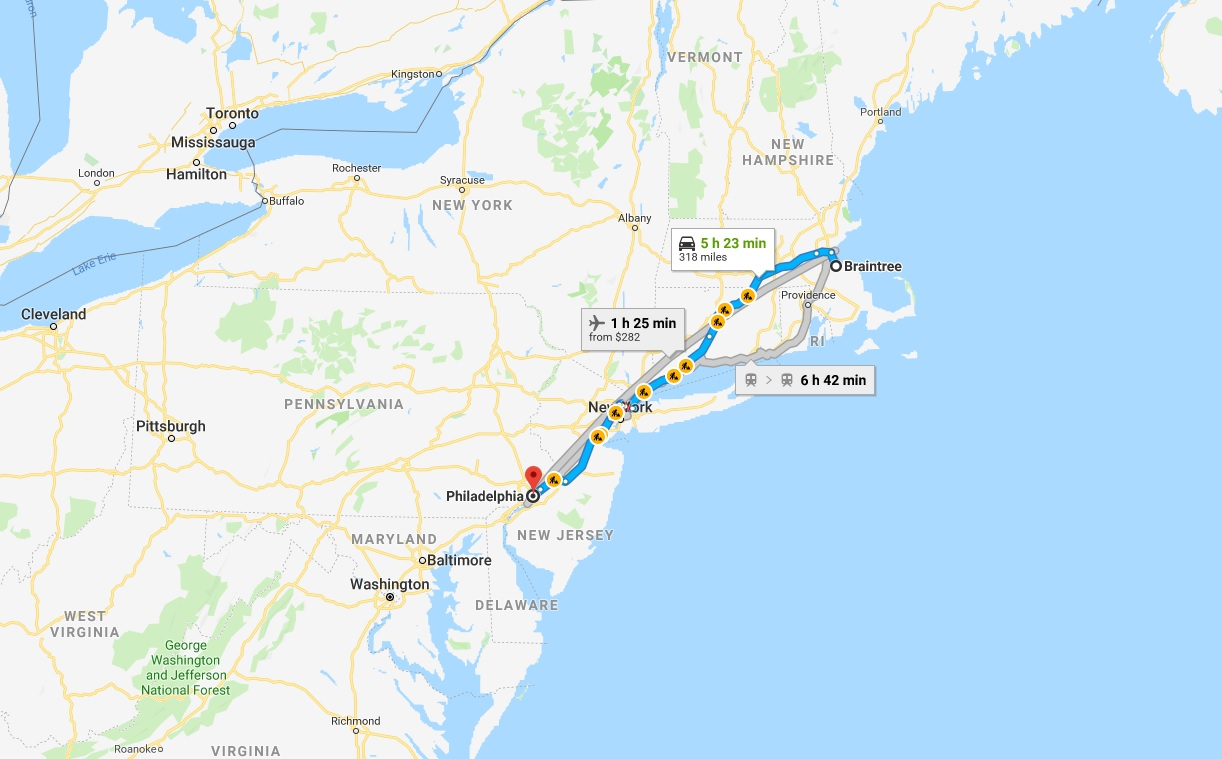 VERMONT
Kingston
Portland
Toronto
Mississauga
NEW
HAMPSHIRE
London
Hamilton
Rochester
Syracuse
Buffalo
NEW YORK
Albany
5 h 23 min
318 miles
Lake Erie
Braintree
Providence
Cleveland
1 h 25 min
from $282
RI
6 h 42 min
PENNSYLVANIA
New York
Pittsburgh
Philadelphia
NEW JERSEY
MARYLAND
Baltimore
Washington
DELAWARE
WEST
VIRGINIA
George
Washington
and Jefferson
National Forest
Richmond
Roanoke
VIRGINIA